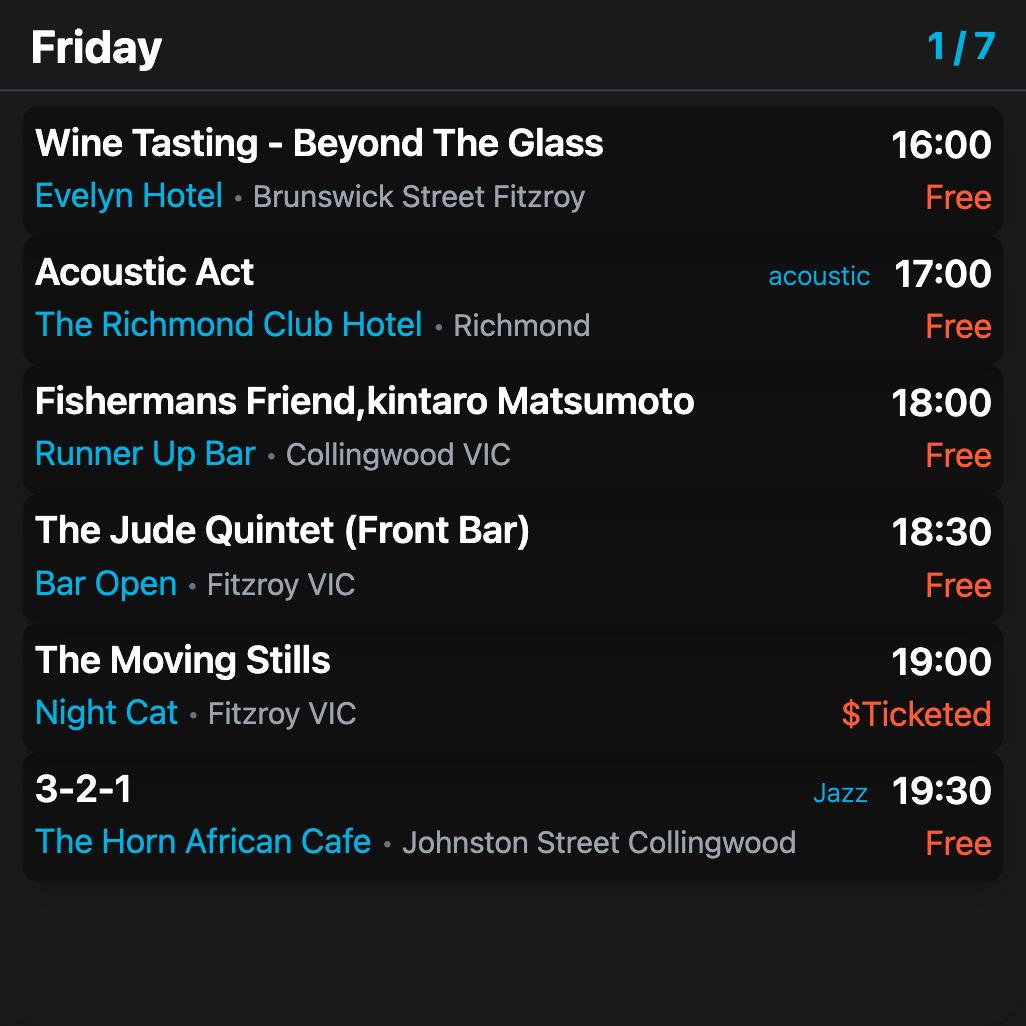 Friday 1 / 7
Wine Tasting - Beyond The Glass 16:00
Evelyn Hotel • Brunswick Street Fitzroy Free
Acoustic Act acoustic 17:00
The Richmond Club Hotel • Richmond Free
Fishermans Friend,kintaro Matsumoto 18:00
Runner Up Bar • Collingwood VIC Free
The Jude Quintet (Front Bar) 18:30
Bar Open • Fitzroy VIC Free
The Moving Stills 19:00
Night Cat • Fitzroy VIC $Ticketed
3-2-1 Jazz 19:30
The Horn African Cafe • Johnston Street Collingwood Free